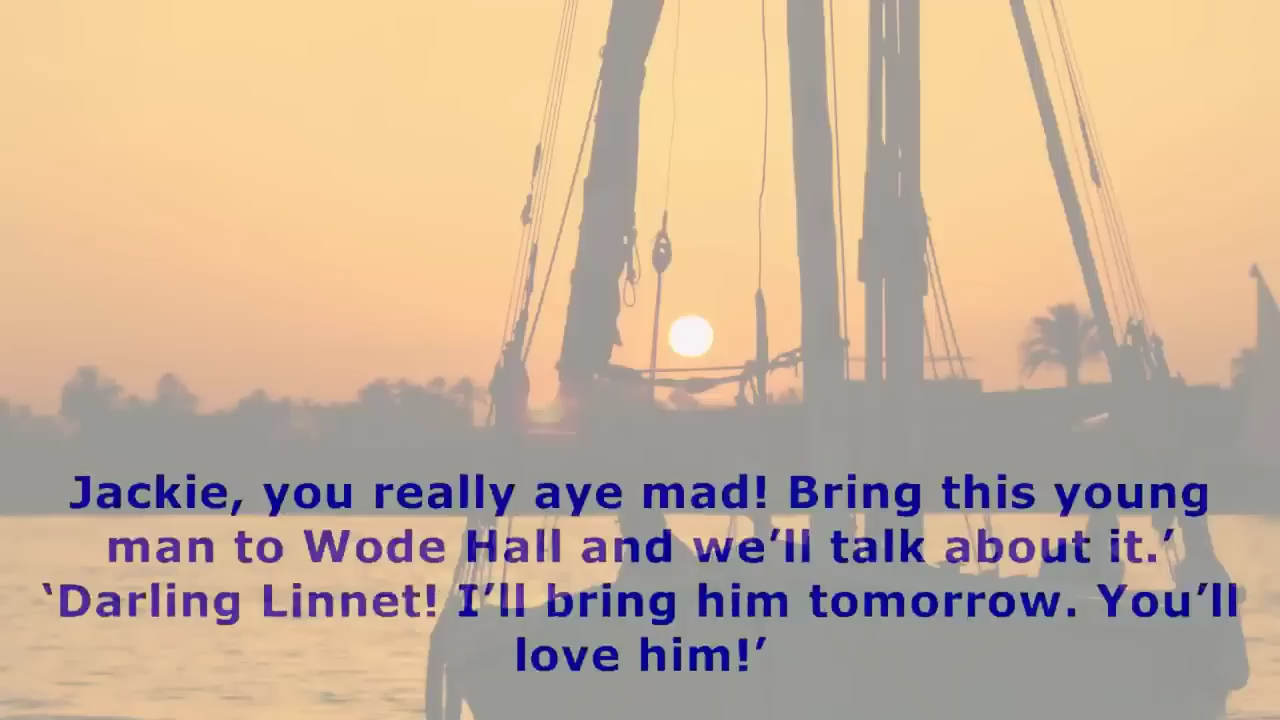 Jackie, you really aye mad! Bring this young
man to Wode Hall and we’ll talk about it.’
‘Darling Linnet! I’ll bring him tomorrow. You’ll
love him!’